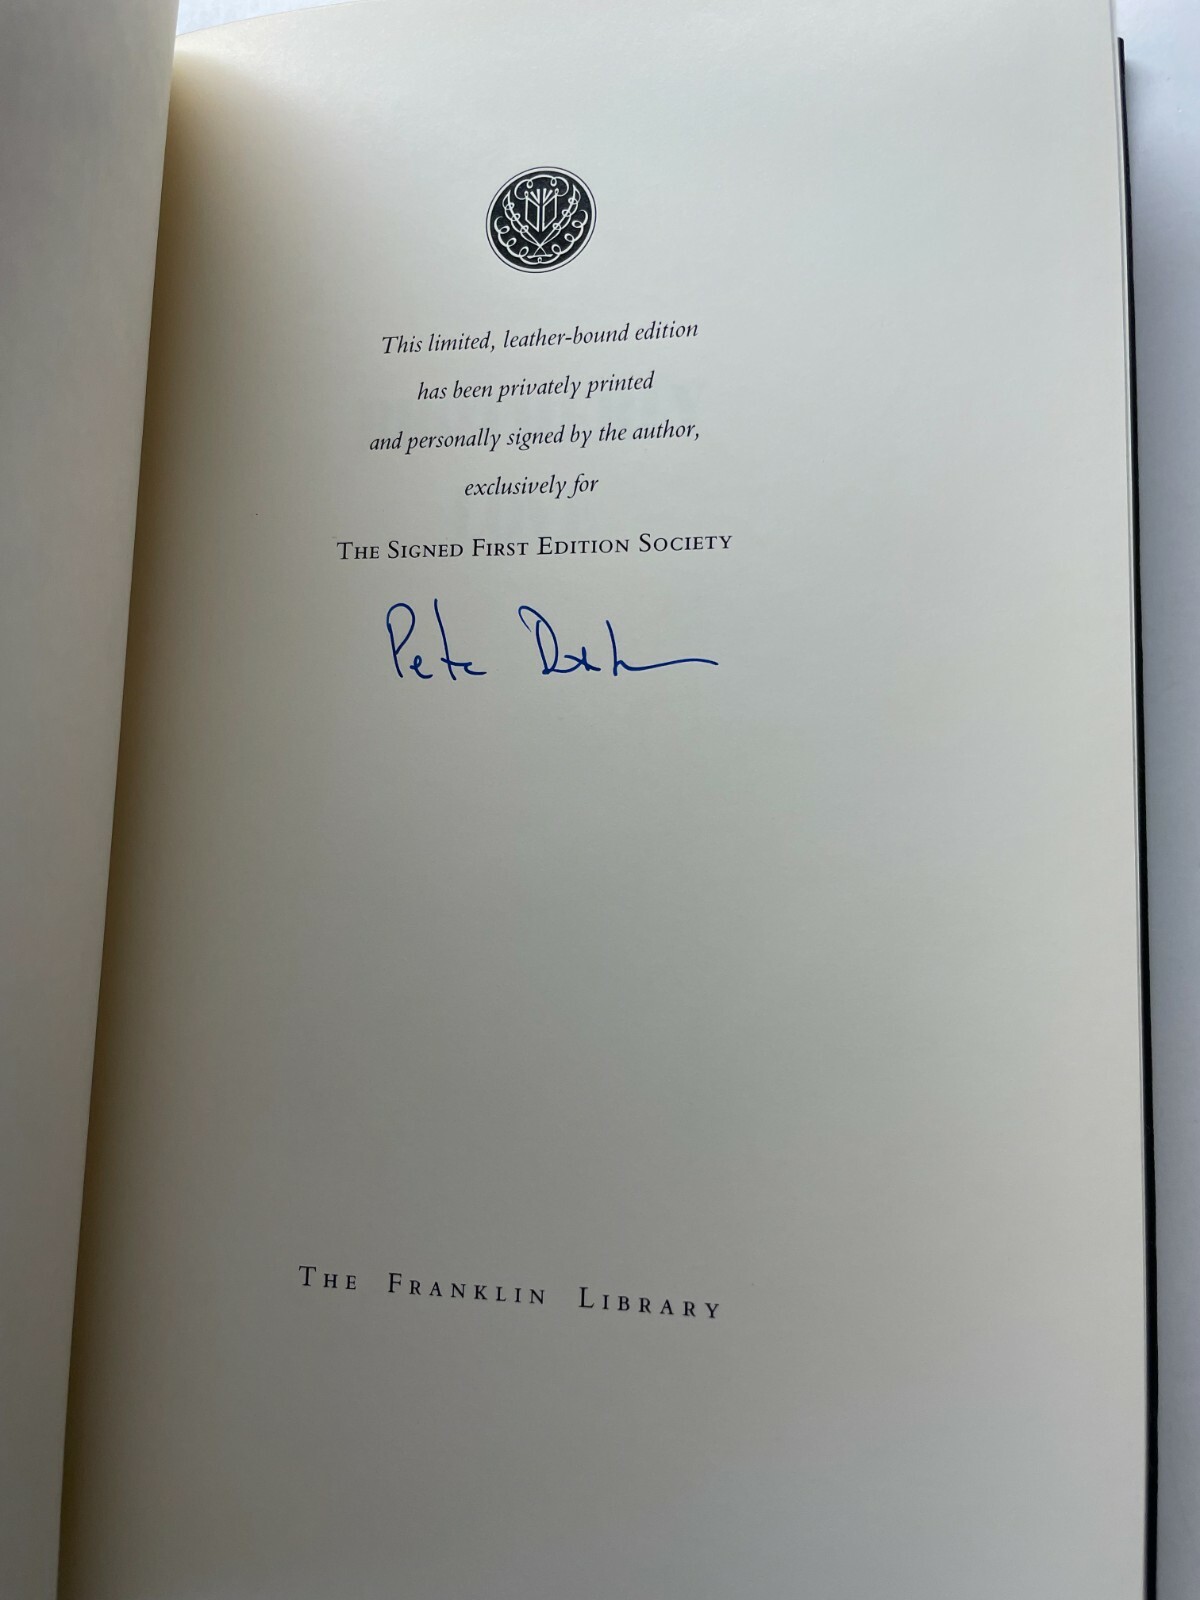 This limited, leather-bound edition
has been privately printed
and personally signed by the author,
exclusively for
THE SIGNED FIRST EDITION SOCIETY
Pete
THE FRANKLIN LIBRARY